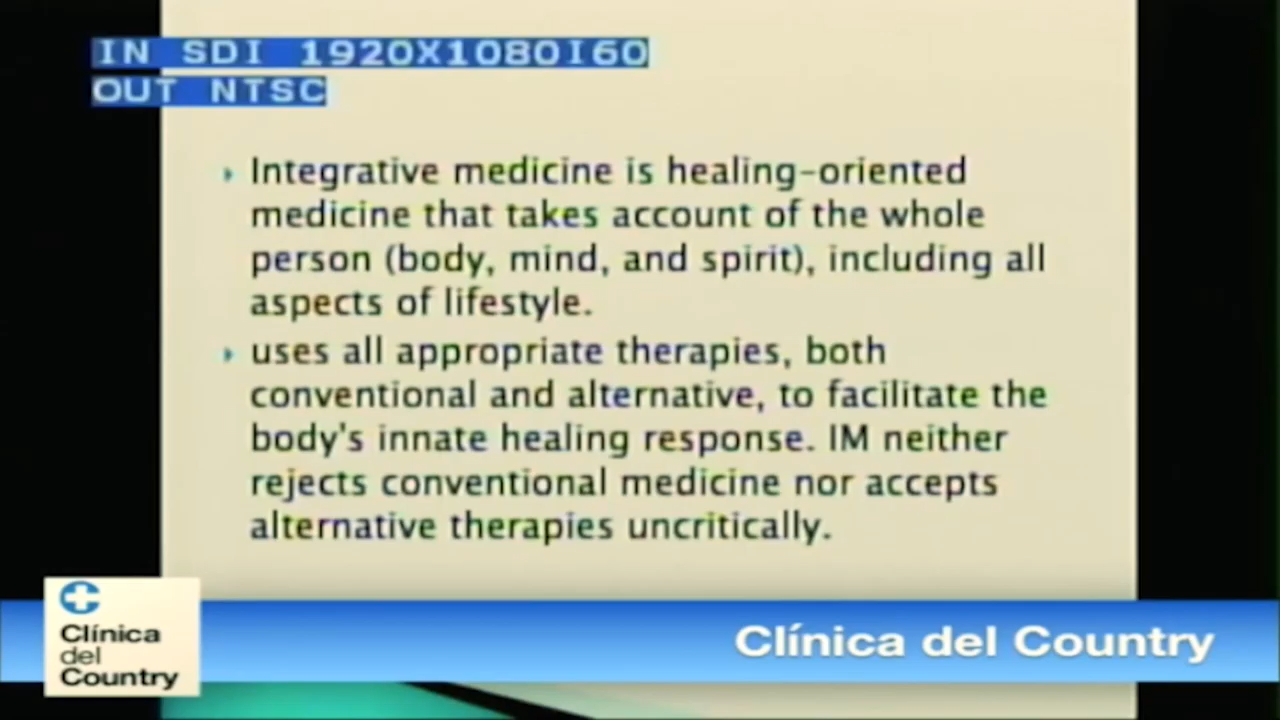 IN SDI 1920X1080I60
OUT NTSC
Integrative medicine is healing-oriented
medicine that takes account of the whole
person (body, mind, and spirit), including all
aspects of lifestyle.
uses all appropriate therapies, both
conventional and alternative, to facilitate the
body's innate healing response. IM neither
rejects conventional medicine nor accepts
alternative therapies uncritically.
Clínica
del
Country
Clínica del Country